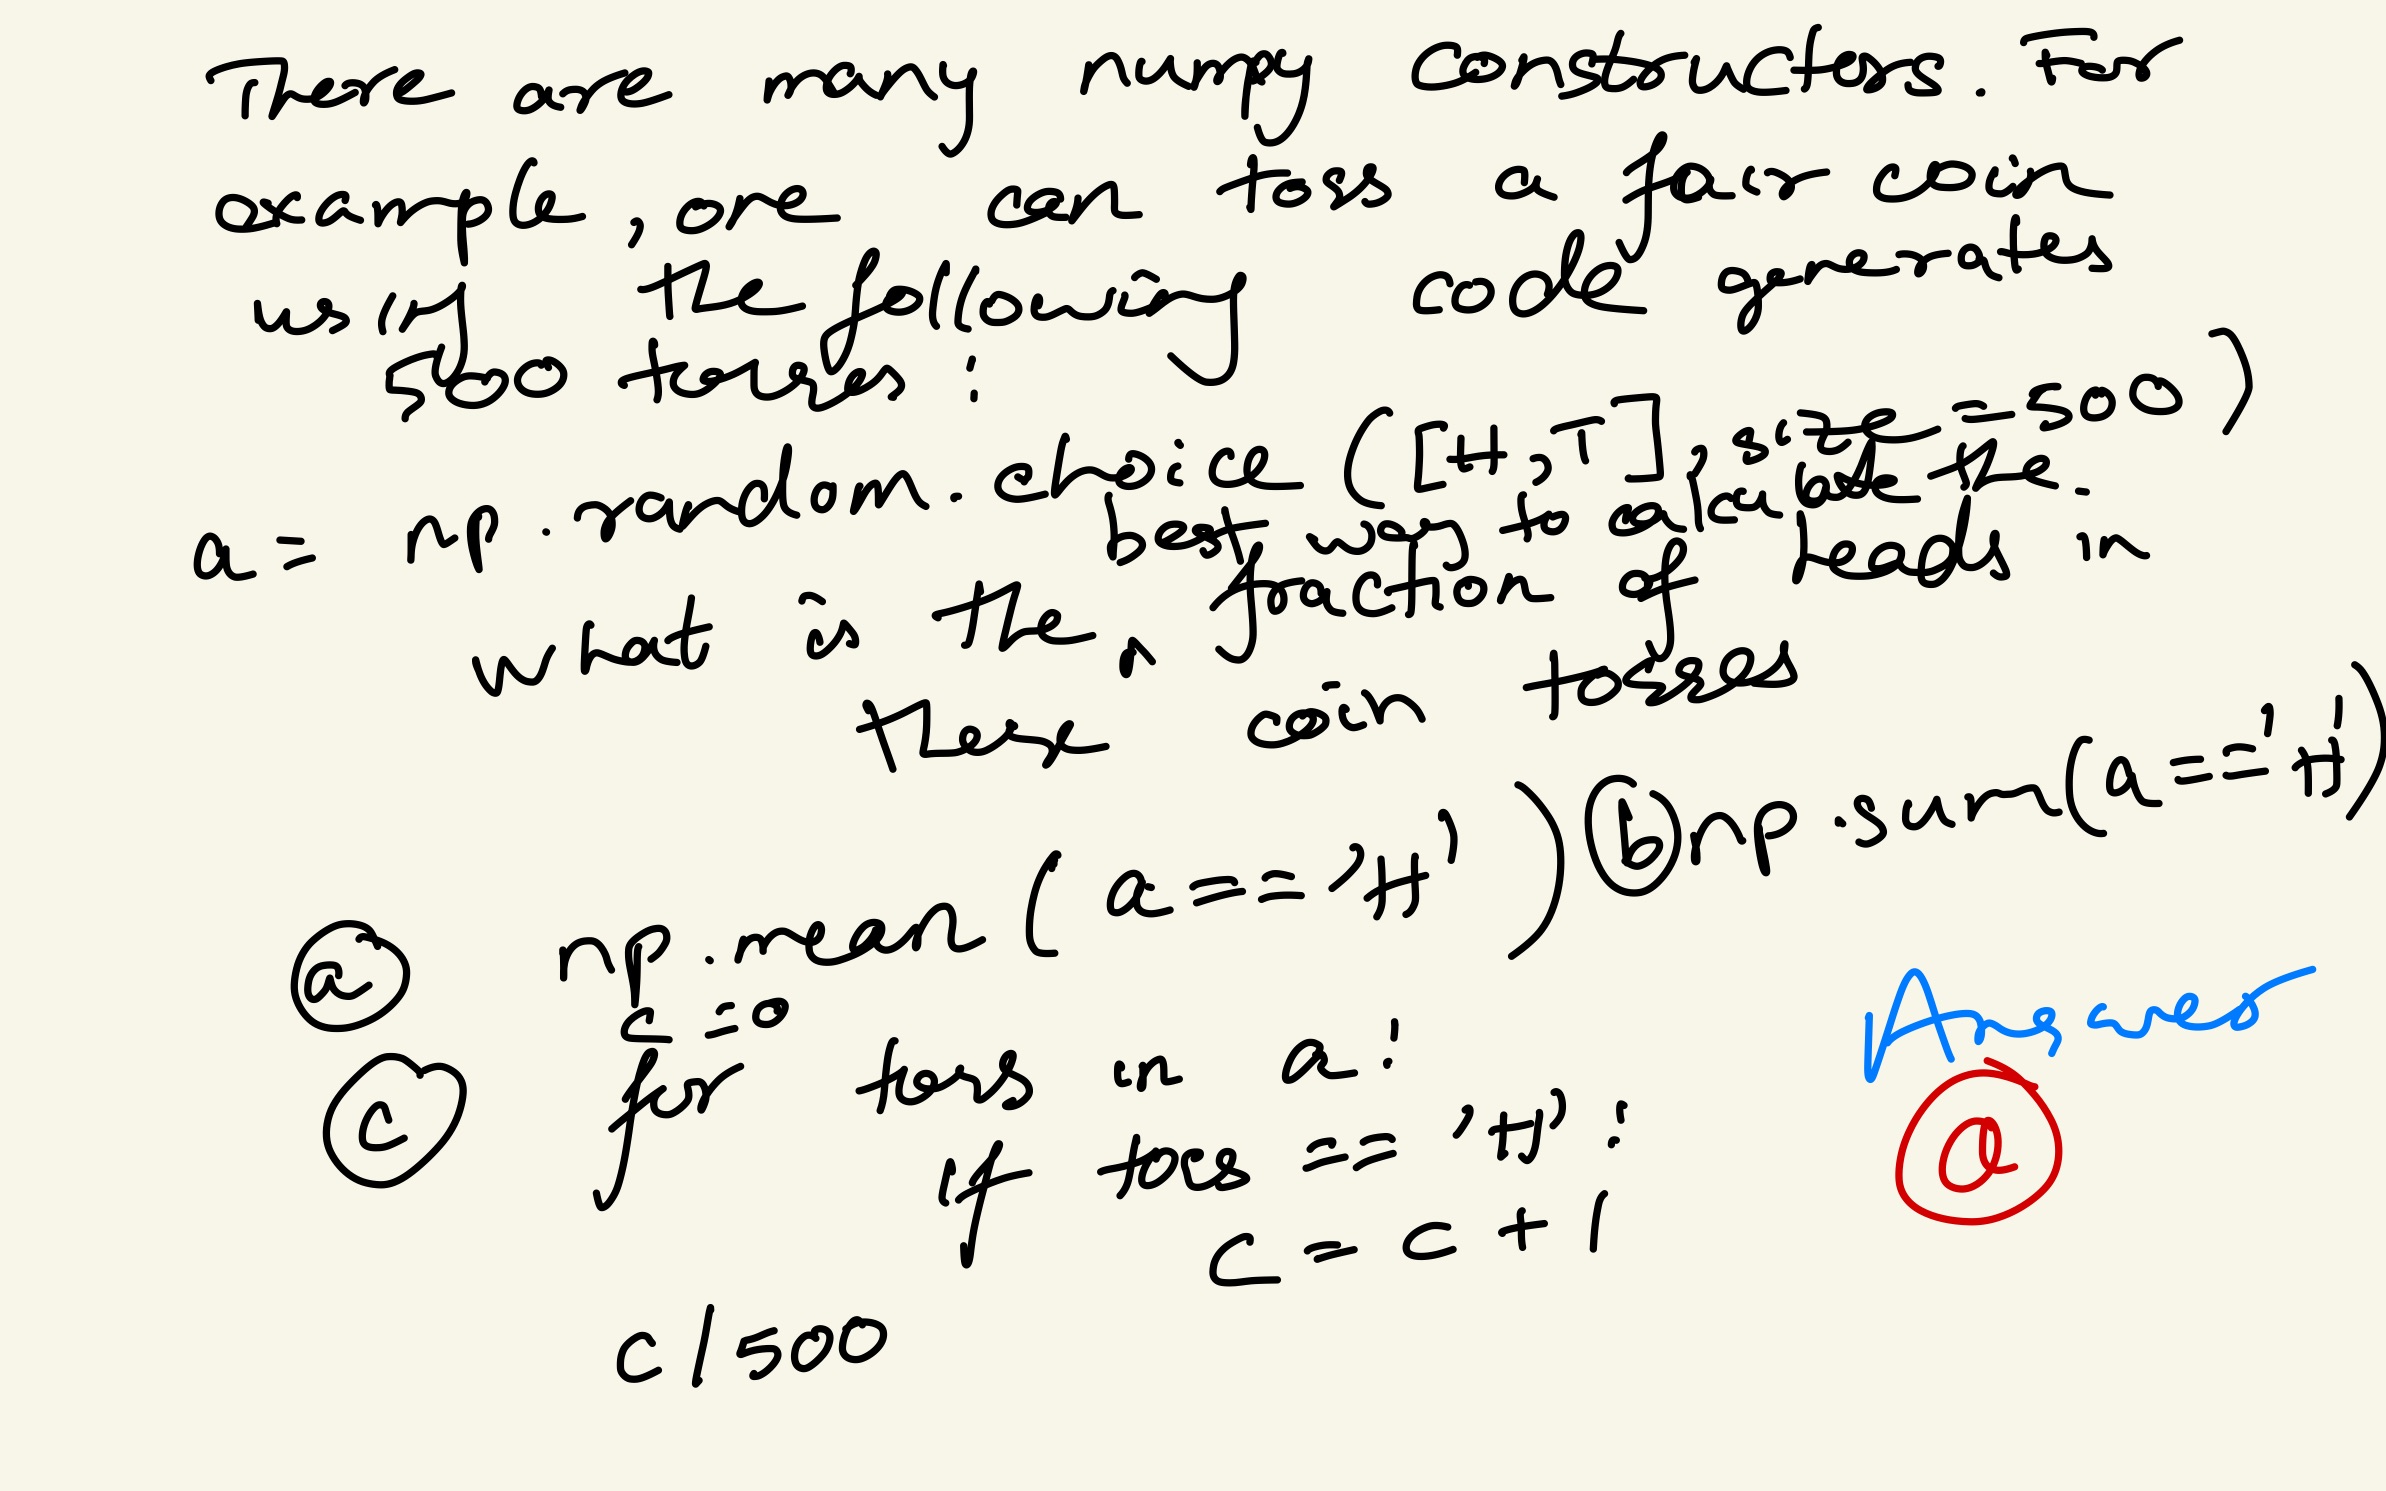 There are many numpy constructors. For
example, one can toss a fair coin
using the following code generates
500 tosses:
a = np.random.choice([H,T], size=500)
best way to calculate the
what is the ^ fraction of heads in
these coin tosses
ⓐ np.mean(a=='H') ⓑ np.sum(a=='H')
c=0
ⓒ for toss in a:
if toss == 'H':
c = c + 1
c/500
Answer
ⓐ